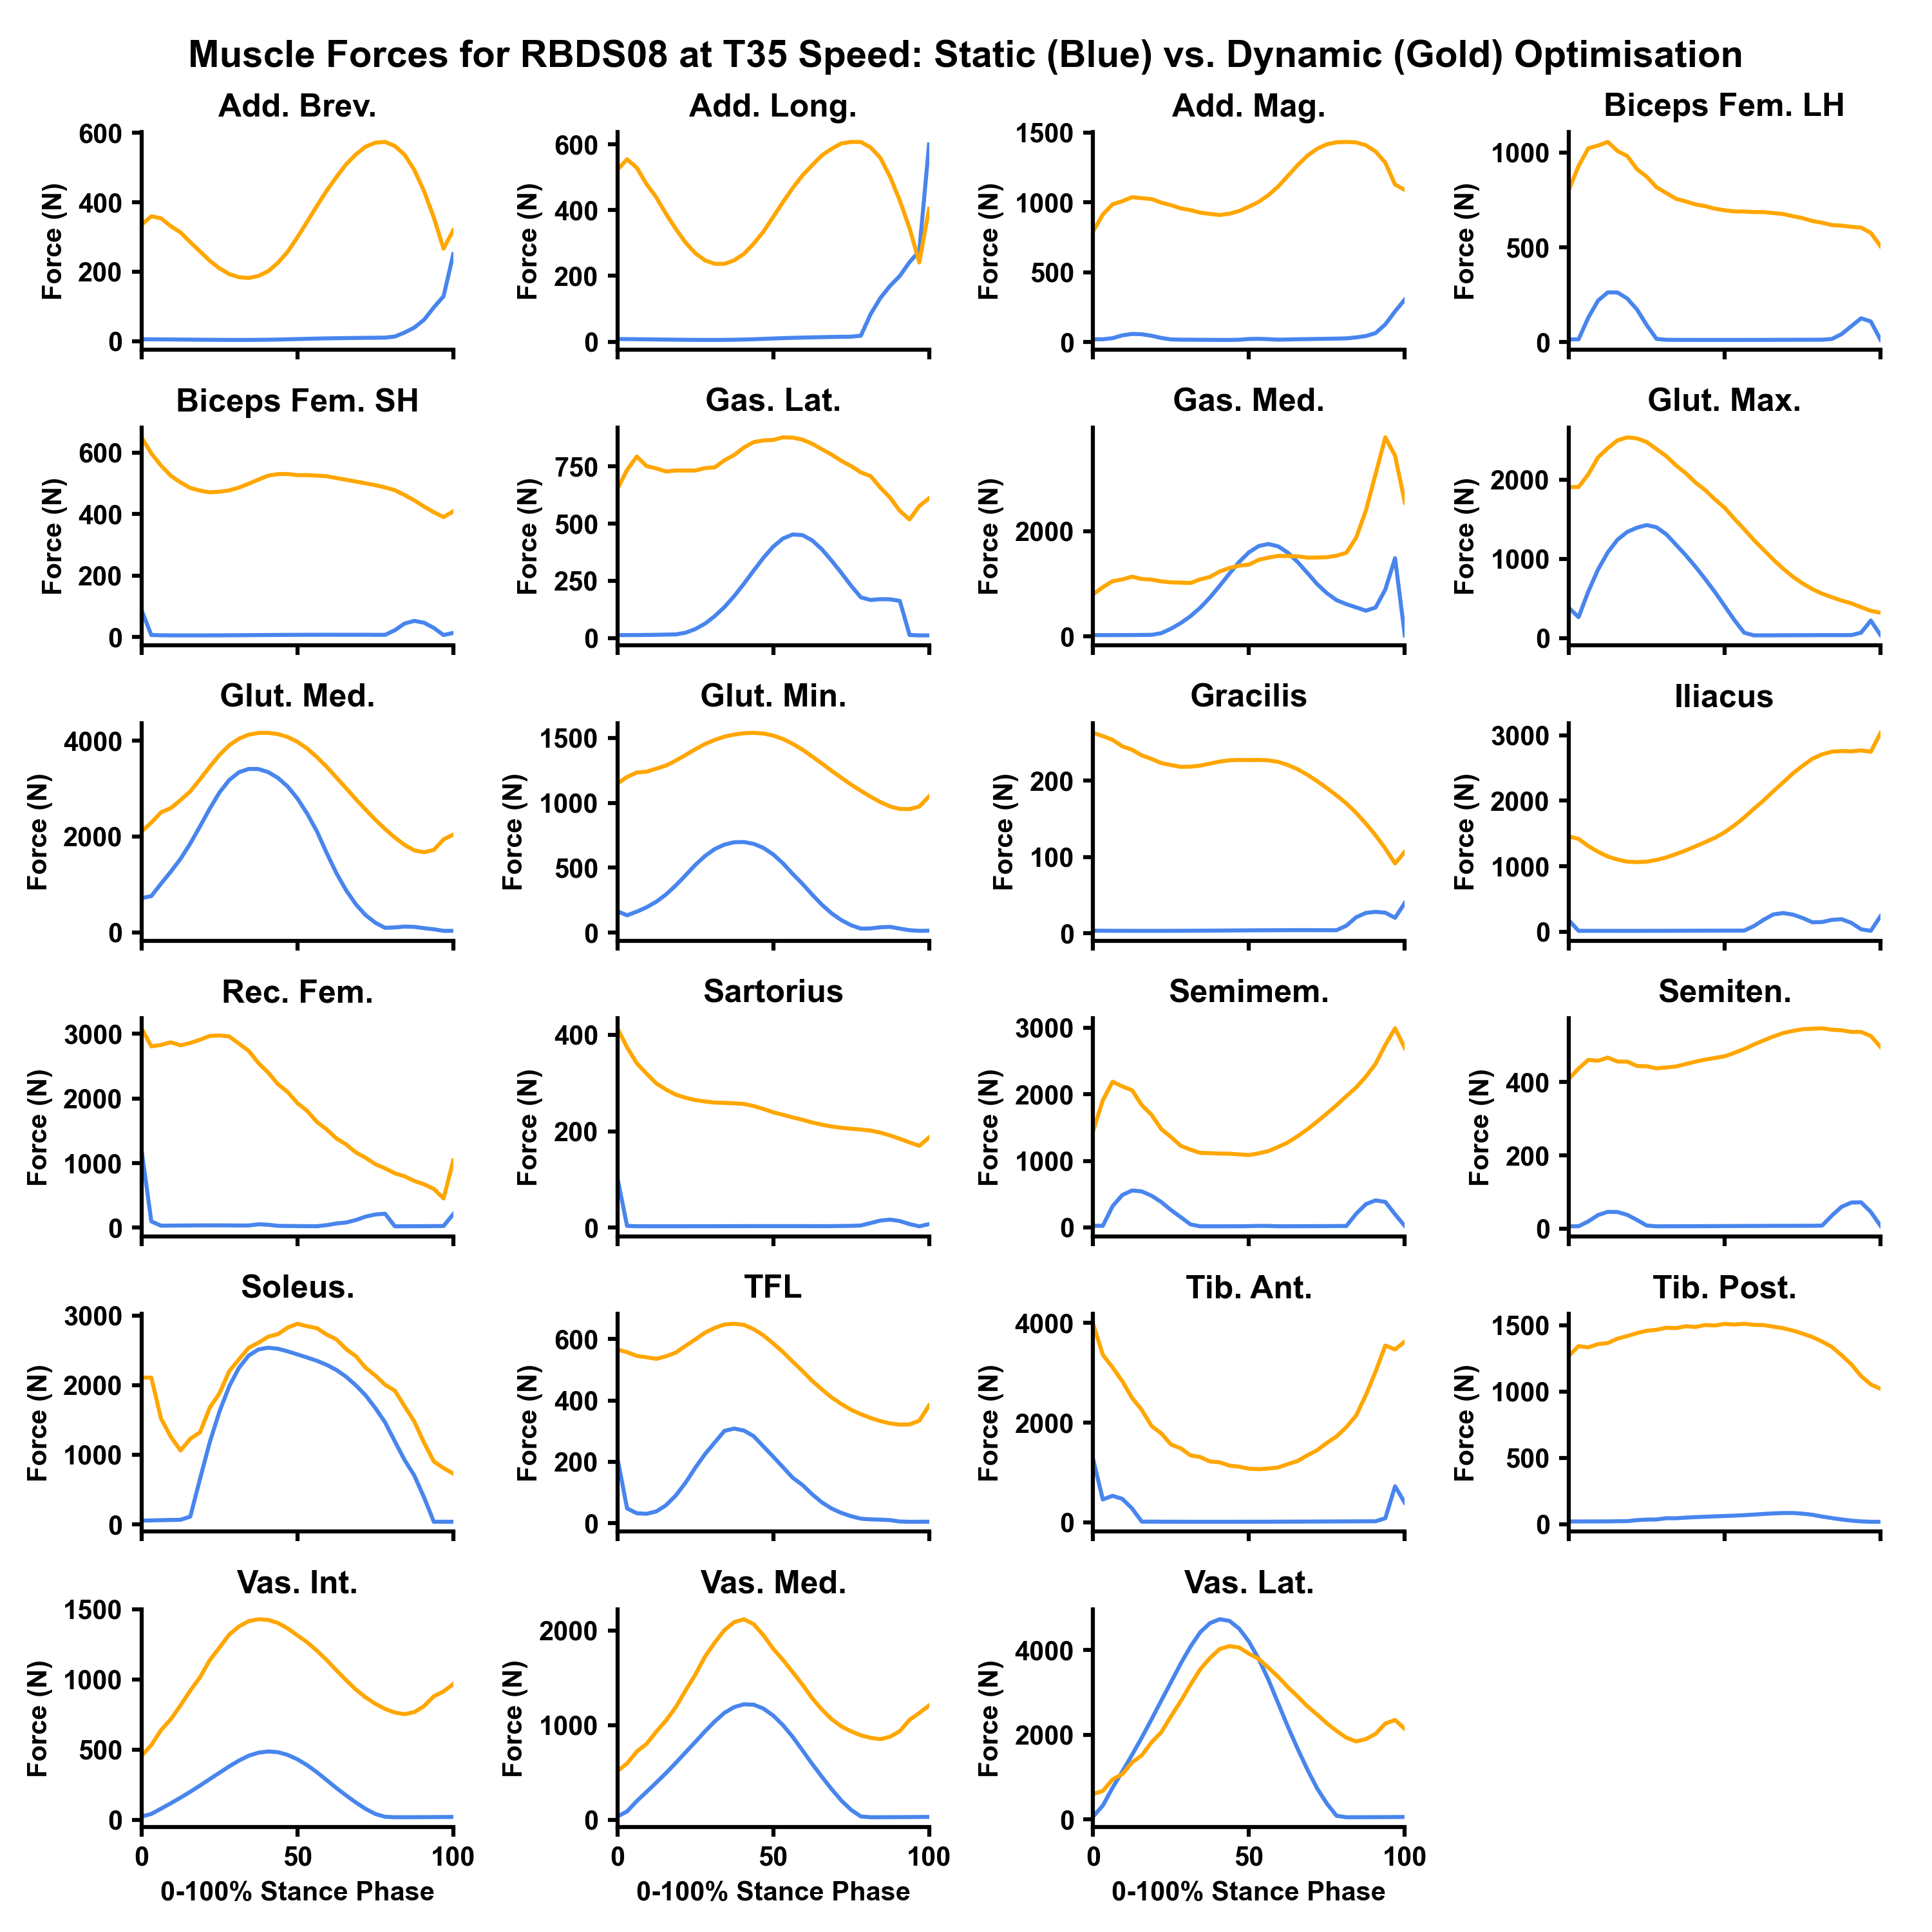 Muscle Forces for RBDS08 at T35 Speed: Static (Blue) vs. Dynamic (Gold) Optimisation
Add. Brev.
Force (N)
600
400
200
0
Add. Long.
Force (N)
600
400
200
0
Add. Mag.
Force (N)
1500
1000
500
0
Biceps Fem. LH
Force (N)
1000
500
0
Biceps Fem. SH
Force (N)
600
400
200
0
Gas. Lat.
Force (N)
750
500
250
0
Gas. Med.
Force (N)
2000
0
Glut. Max.
Force (N)
2000
1000
0
Glut. Med.
Force (N)
4000
2000
0
Glut. Min.
Force (N)
1500
1000
500
0
Gracilis
Force (N)
200
100
0
Iliacus
Force (N)
3000
2000
1000
0
Rec. Fem.
Force (N)
3000
2000
1000
0
Sartorius
Force (N)
400
200
0
Semimem.
Force (N)
3000
2000
1000
0
Semiten.
Force (N)
400
200
0
Soleus.
Force (N)
3000
2000
1000
0
TFL
Force (N)
600
400
200
0
Tib. Ant.
Force (N)
4000
2000
0
Tib. Post.
Force (N)
1500
1000
500
0
Vas. Int.
Force (N)
1500
1000
500
0
0 50 100
0-100% Stance Phase
Vas. Med.
Force (N)
2000
1000
0
0 50 100
0-100% Stance Phase
Vas. Lat.
Force (N)
4000
2000
0
0 50 100
0-100% Stance Phase